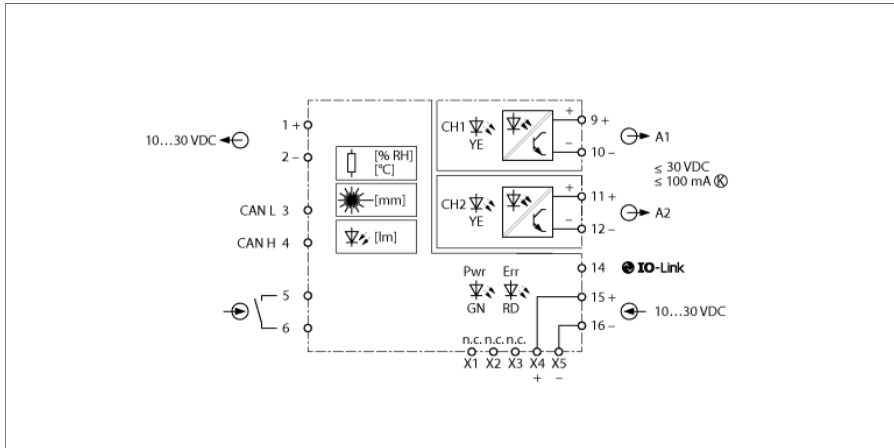 10...30 VDC
1 +
2 –
CAN L 3
CAN H 4
5
6
[% RH]
[°C]
[mm]
[lm]
CH1
YE
+
–
9 +
10 –
A1
≤ 30 VDC
≤ 100 mA Ⓚ
CH2
YE
+
–
11 +
12 –
A2
14 IO-Link
Pwr Err
GN RD
15 +
16 –
10...30 VDC
n.c. n.c. n.c.
X1 X2 X3 X4 X5
+ –